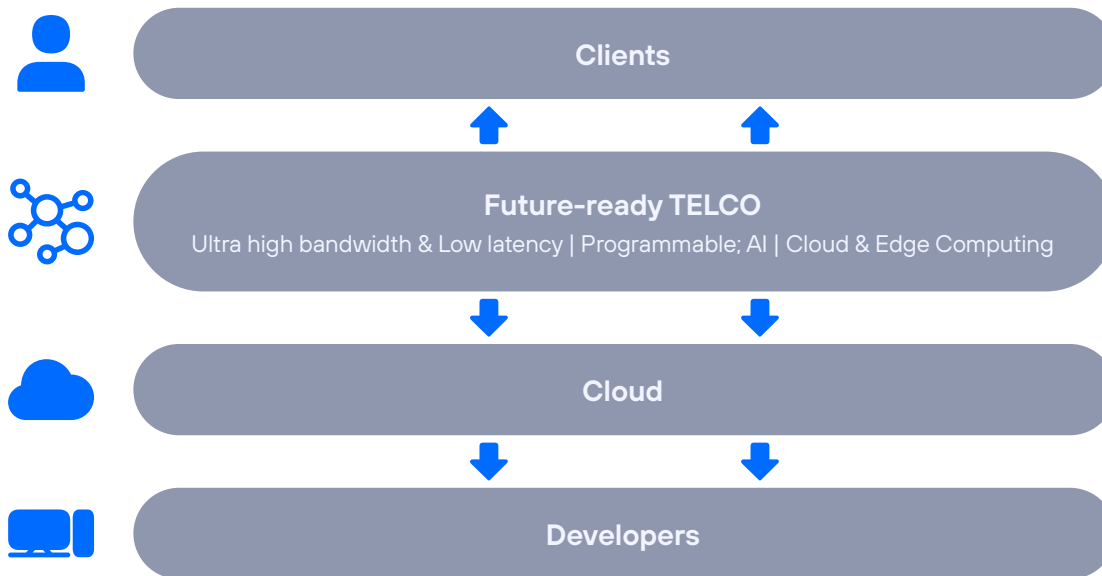 Clients
Future-ready TELCO
Ultra high bandwidth & Low latency | Programmable; AI | Cloud & Edge Computing
Cloud
Developers